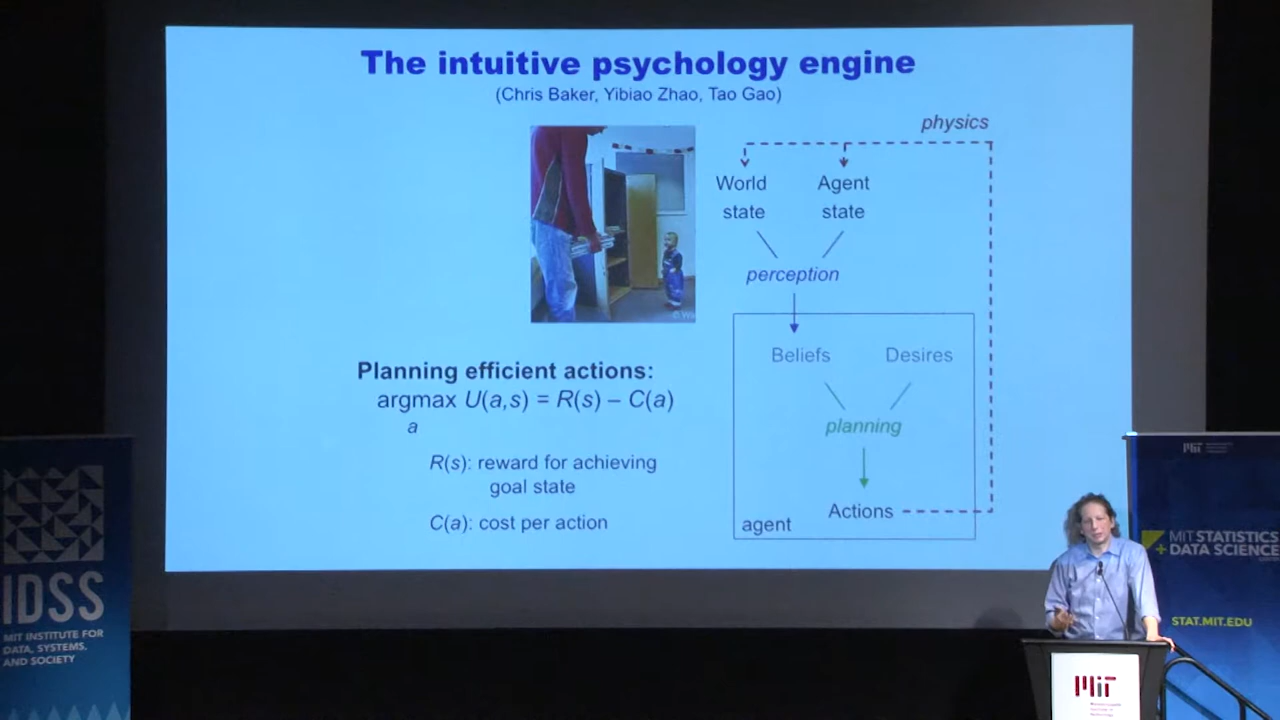 The intuitive psychology engine
(Chris Baker, Yibiao Zhao, Tao Gao)
physics
World state
Agent state
perception
Beliefs
Desires
planning
Actions
agent
Planning efficient actions:
argmax U(a,s) = R(s) – C(a)
a
R(s): reward for achieving
goal state
C(a): cost per action
IDSS
MIT INSTITUTE FOR
DATA, SYSTEMS,
AND SOCIETY
MIT
MIT STATISTICS
DATA SCIENCE
STAT.MIT.EDU
MIT